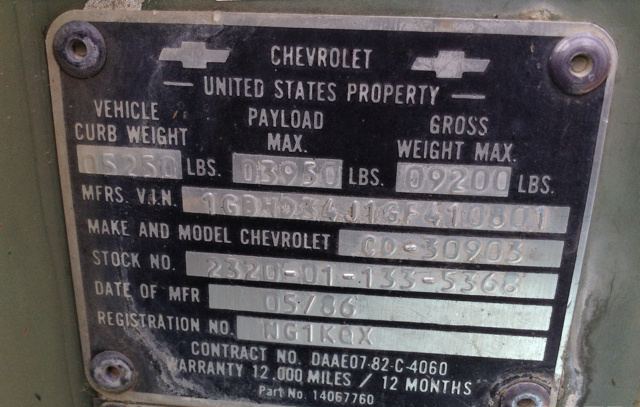 CHEVROLET
— UNITED STATES PROPERTY —
VEHICLE CURB WEIGHT PAYLOAD MAX. GROSS WEIGHT MAX.
05250 LBS. 03950 LBS. 09200 LBS.
MFRS. V.I.N.
MAKE AND MODEL CHEVROLET CD-30903
STOCK NO. 2320-01-133-5368
DATE OF MFR 05/86
REGISTRATION NO. NG1KQX
CONTRACT NO. DAAE07-82-C-4060
WARRANTY 12,000 MILES / 12 MONTHS
Part No. 14067760